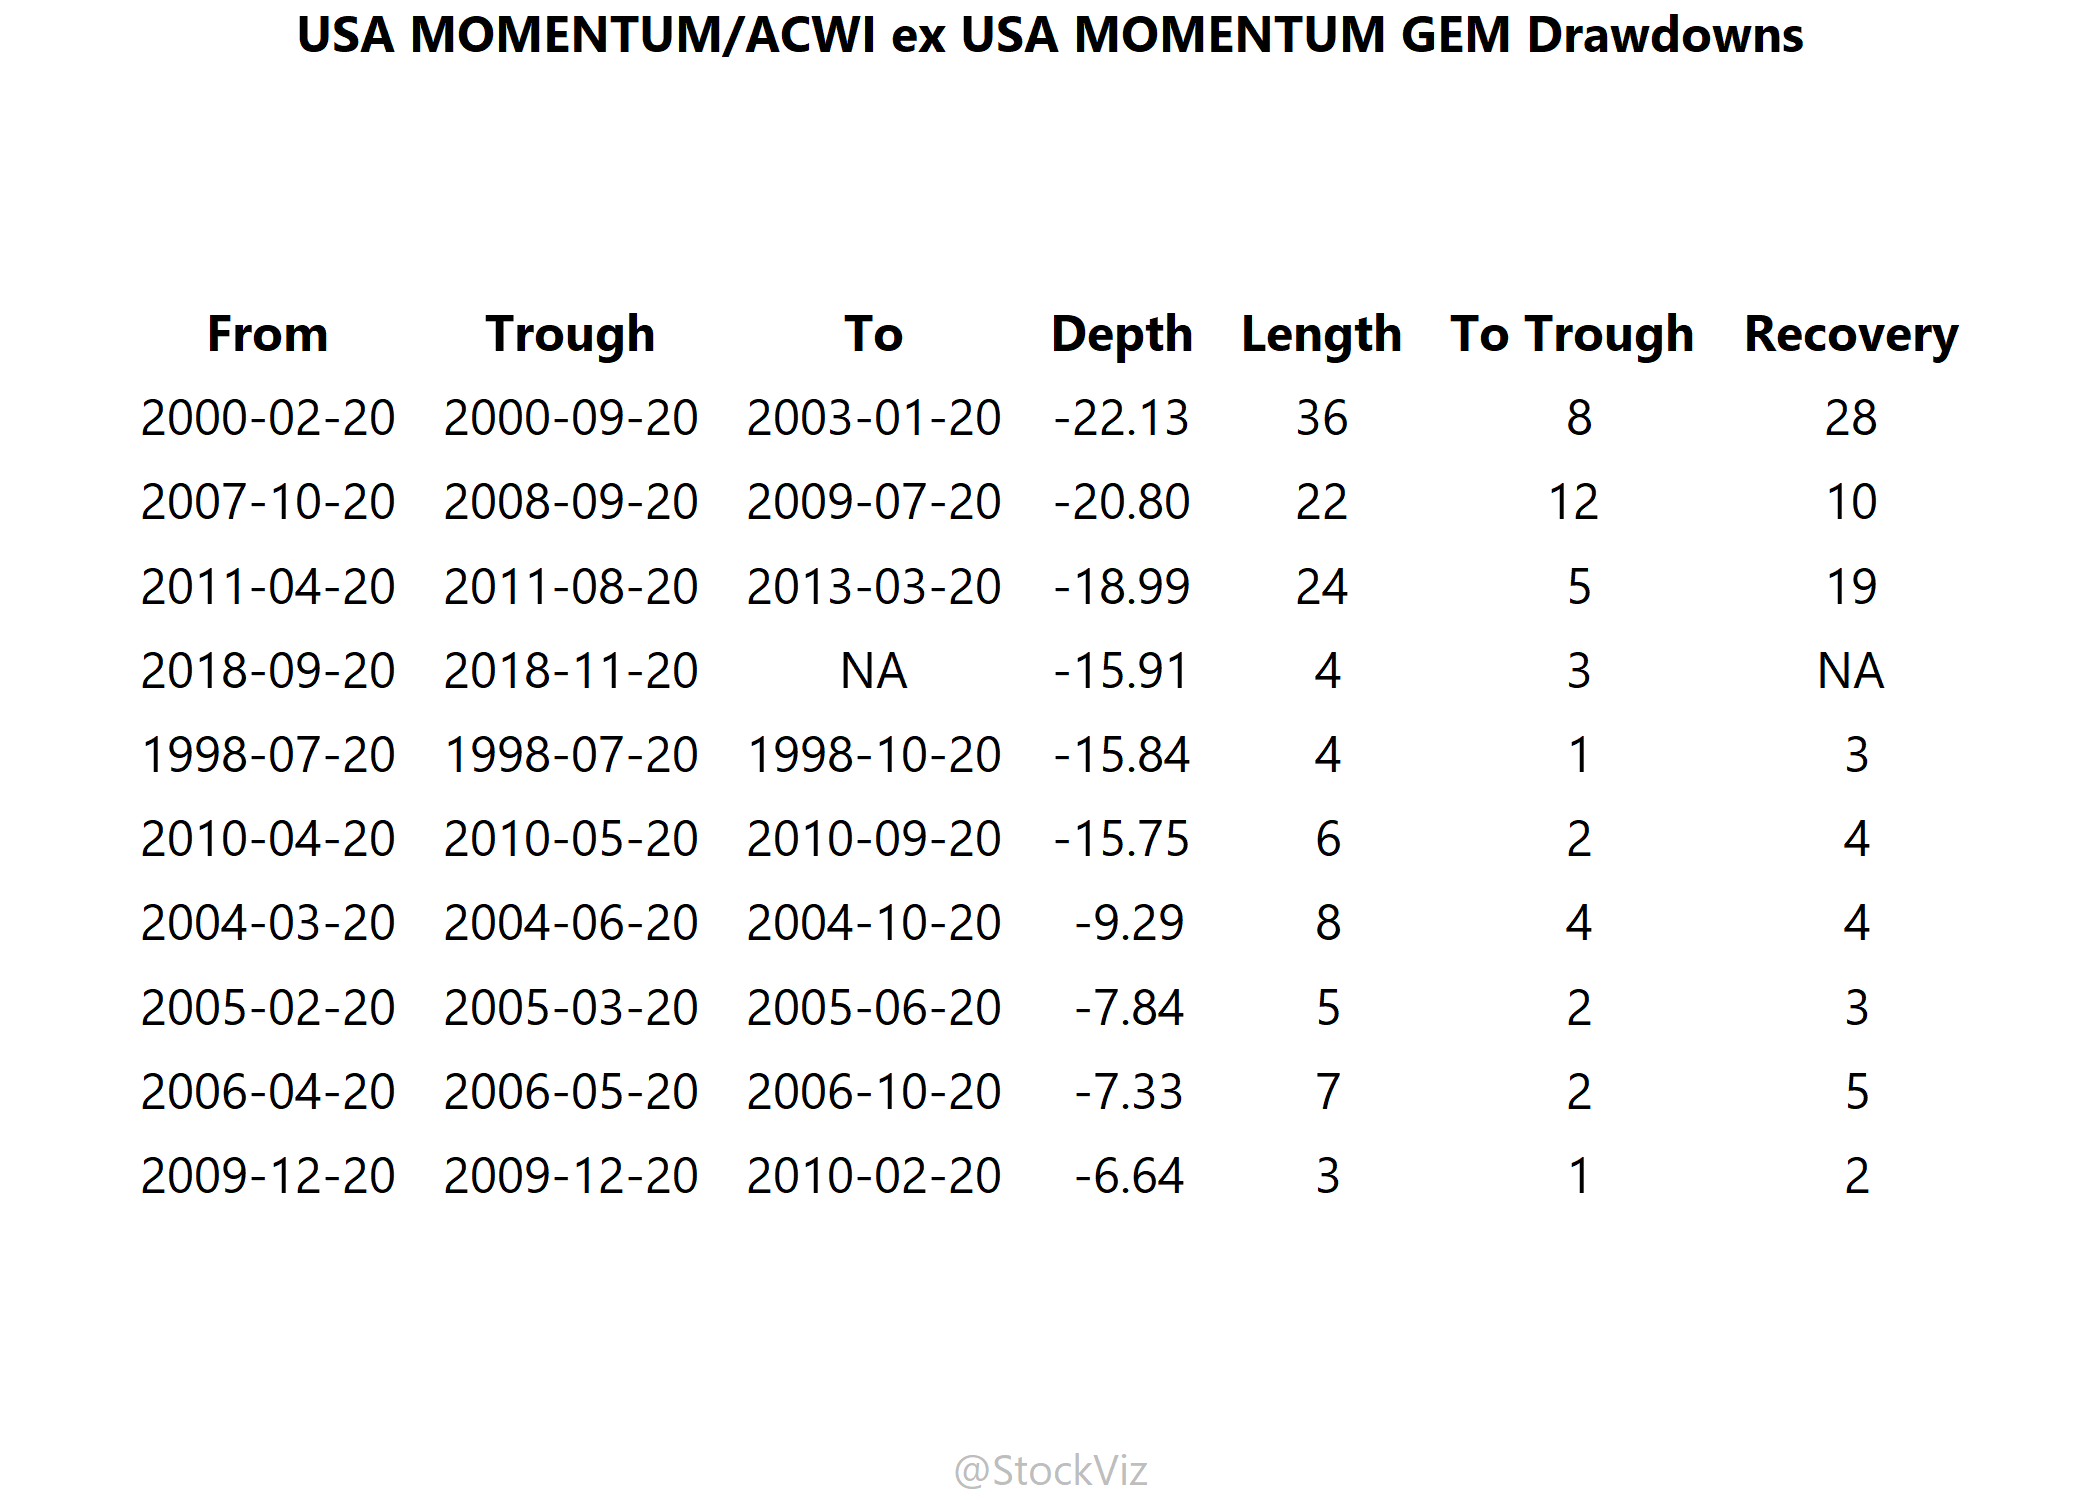 USA MOMENTUM/ACWI ex USA MOMENTUM GEM Drawdowns
From Trough To Depth Length To Trough Recovery
2000-02-20 2000-09-20 2003-01-20 -22.13 36 8 28
2007-10-20 2008-09-20 2009-07-20 -20.80 22 12 10
2011-04-20 2011-08-20 2013-03-20 -18.99 24 5 19
2018-09-20 2018-11-20 NA -15.91 4 3 NA
1998-07-20 1998-07-20 1998-10-20 -15.84 4 1 3
2010-04-20 2010-05-20 2010-09-20 -15.75 6 2 4
2004-03-20 2004-06-20 2004-10-20 -9.29 8 4 4
2005-02-20 2005-03-20 2005-06-20 -7.84 5 2 3
2006-04-20 2006-05-20 2006-10-20 -7.33 7 2 5
2009-12-20 2009-12-20 2010-02-20 -6.64 3 1 2
@StockViz